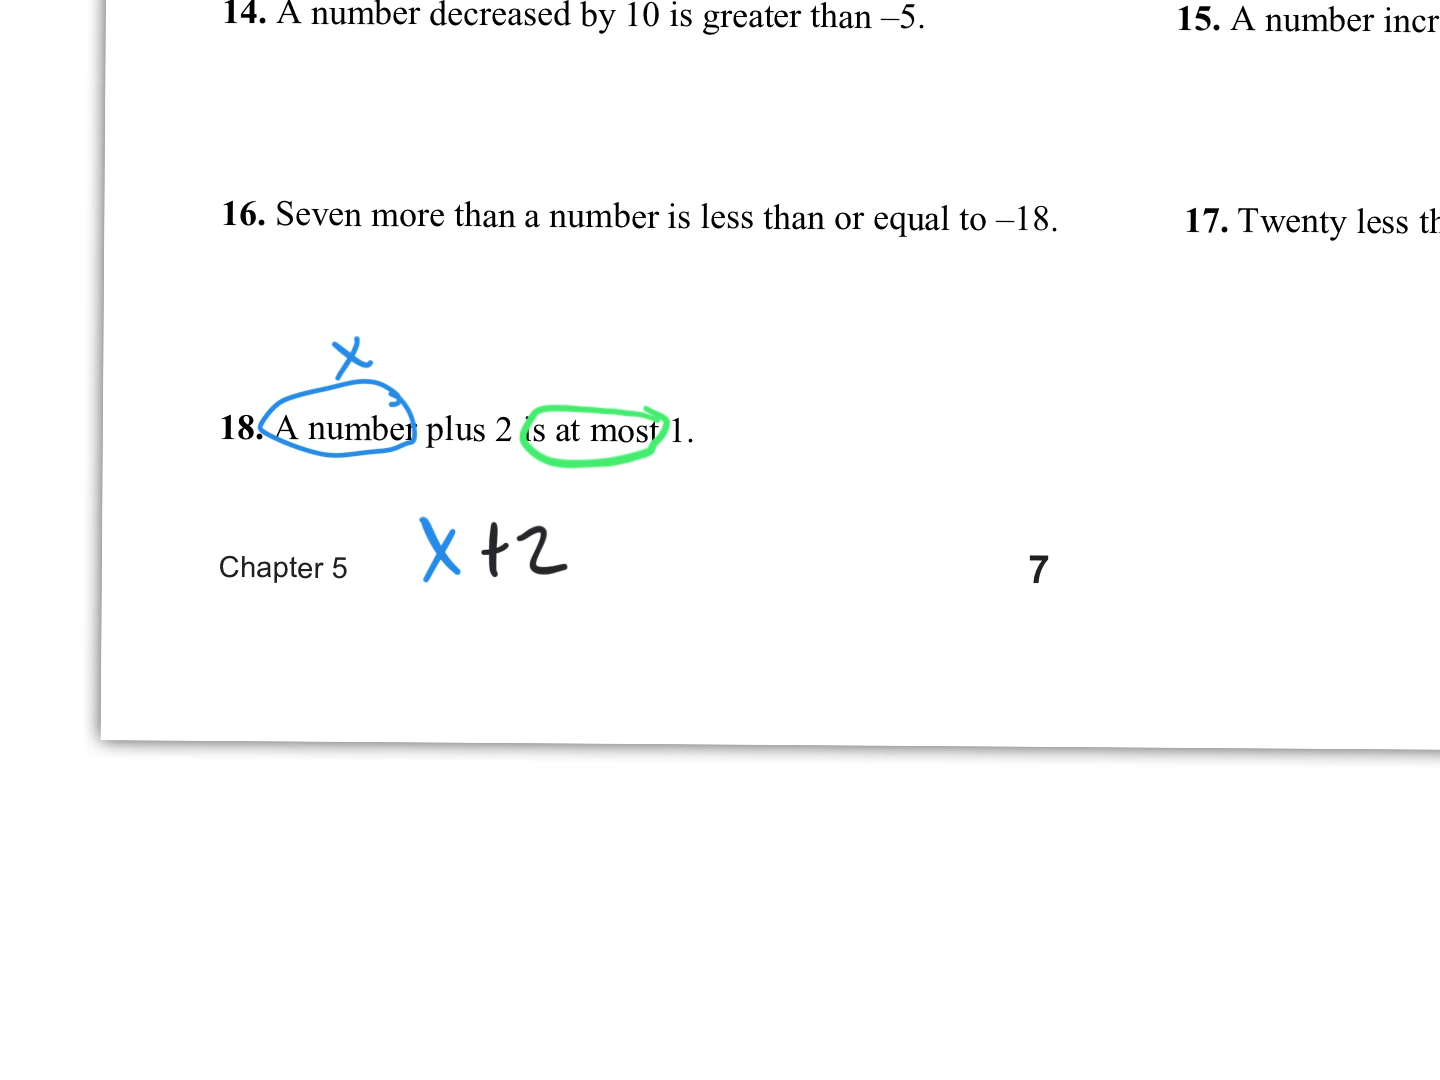 14. A number decreased by 10 is greater than –5.
15. A number incr
16. Seven more than a number is less than or equal to –18.
17. Twenty less th
x
18. A number plus 2 is at most 1.
x + 2
Chapter 5
7